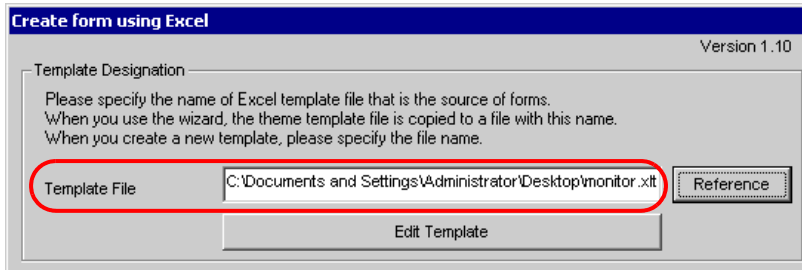 Create form using Excel
Version 1.10
Template Designation
Please specify the name of Excel template file that is the source of forms.
When you use the wizard, the theme template file is copied to a file with this name.
When you create a new template, please specify the file name.
Template File C:\Documents and Settings\Administrator\Desktop\monitor.xlt Reference
Edit Template